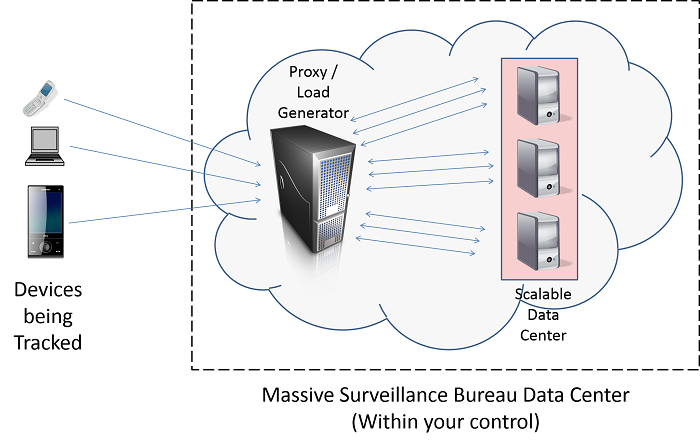 Proxy /
Load
Generator
Devices
being
Tracked
Scalable
Data
Center
Massive Surveillance Bureau Data Center
(Within your control)